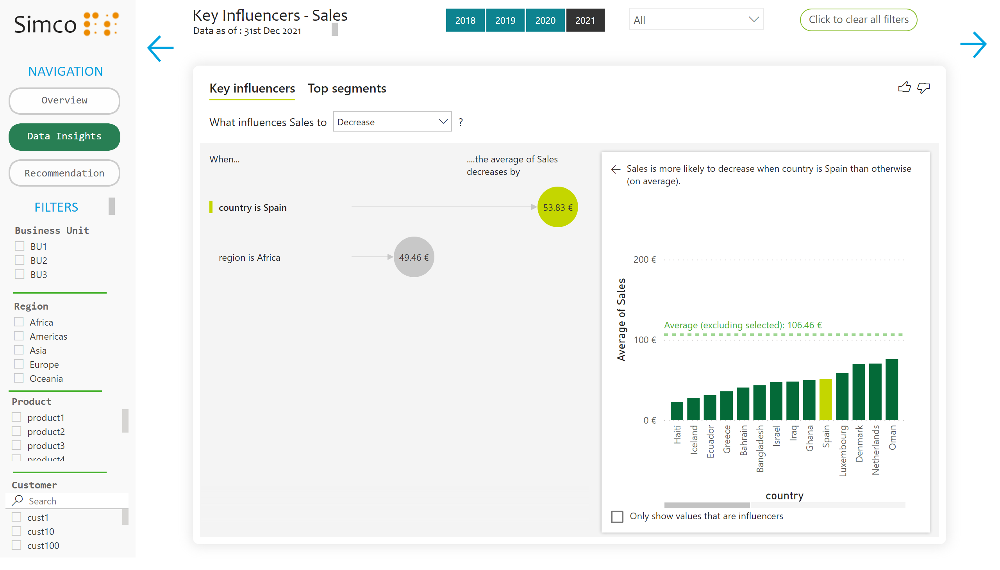 Simco
NAVIGATION
Overview
Data Insights
Recommendation
FILTERS
Business Unit
BU1
BU2
BU3
Region
Africa
Americas
Asia
Europe
Oceania
Product
product1
product2
product3
product4
Customer
Search
cust1
cust10
cust100
Key Influencers - Sales
Data as of : 31st Dec 2021
2018 2019 2020 2021
All
Click to clear all filters
Key influencers Top segments
What influences Sales to Decrease ?
When...
....the average of Sales
decreases by
country is Spain
53.83 €
region is Africa
49.46 €
Sales is more likely to decrease when country is Spain than otherwise
(on average).
Average of Sales
200 €
Average (excluding selected): 106.46 €
100 €
0 €
Haiti
Iceland
Ecuador
Greece
Bahrain
Bangladesh
Israel
Iraq
Ghana
Spain
Luxembourg
Denmark
Netherlands
Oman
country
Only show values that are influencers